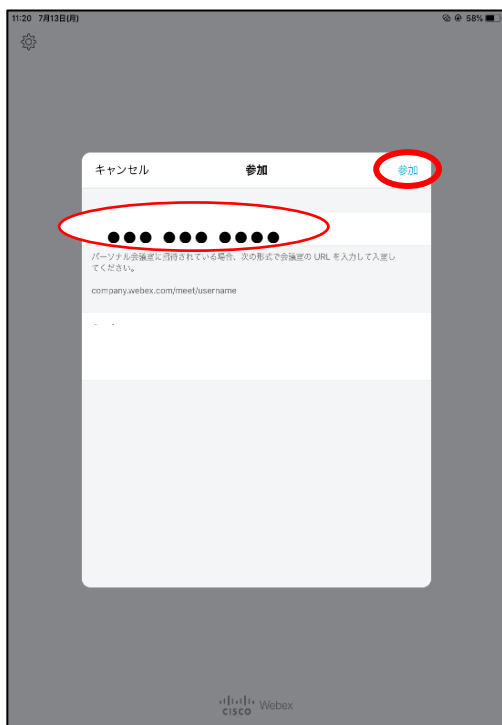 11:20 7月13日(月)
58%
キャンセル
参加
参加
●●● ●●● ●●●●
パーソナル会議室に招待されている場合、次の形式で会議室の URL を入力して入室し
てください。
company.webex.com/meet/username
CISCO Webex